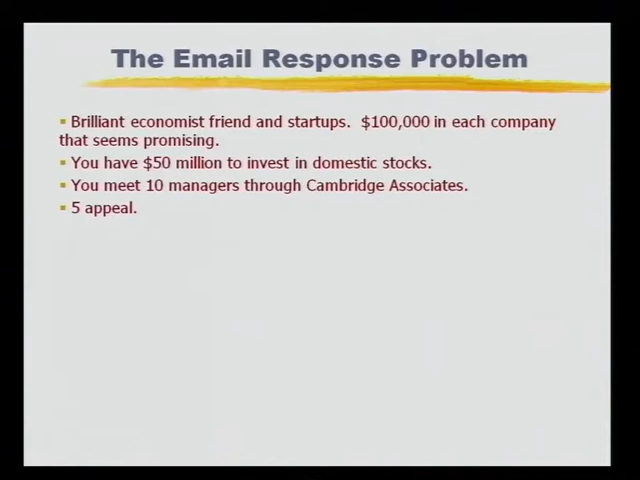 The Email Response Problem
Brilliant economist friend and startups. $100,000 in each company
that seems promising.
You have $50 million to invest in domestic stocks.
You meet 10 managers through Cambridge Associates.
5 appeal.